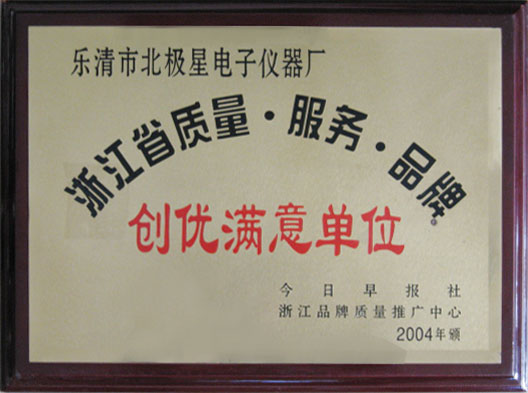 乐清市北极星电子仪器厂
浙江省质量·服务·品牌
创优满意单位
今日早报社
浙江品牌质量推广中心
2004年颁